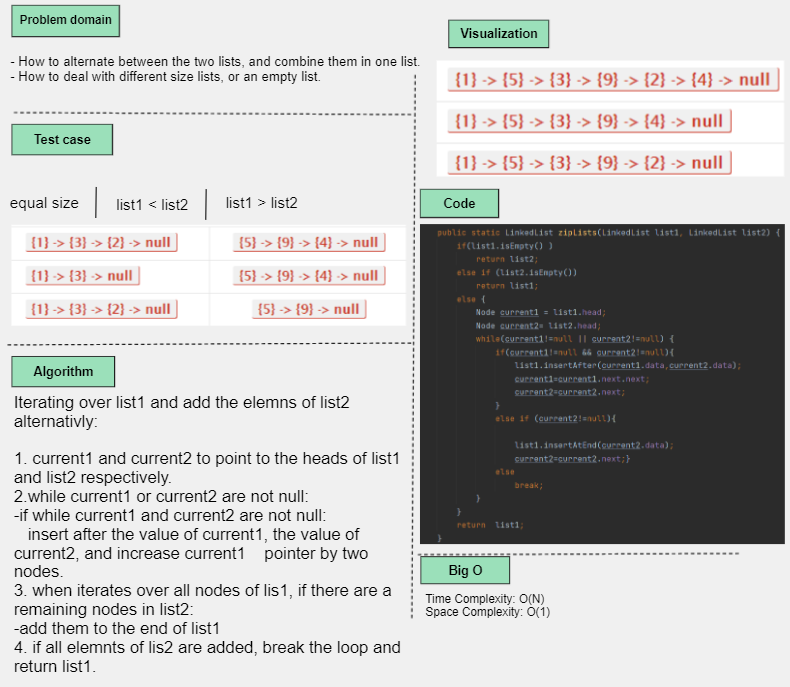 Problem domain
- How to alternate between the two lists, and combine them in one list.
- How to deal with different size lists, or an empty list.
Test case
equal size | list1 < list2 | list1 > list2
{1} -> {3} -> {2} -> null {5} -> {9} -> {4} -> null
{1} -> {3} -> null {5} -> {9} -> {4} -> null
{1} -> {3} -> {2} -> null {5} -> {9} -> null
Algorithm
Iterating over list1 and add the elemns of list2
alternativly:
1. current1 and current2 to point to the heads of list1
and list2 respectively.
2.while current1 or current2 are not null:
-if while current1 and current2 are not null:
insert after the value of current1, the value of
current2, and increase current1 pointer by two
nodes.
3. when iterates over all nodes of lis1, if there are a
remaining nodes in list2:
-add them to the end of list1
4. if all elemnts of lis2 are added, break the loop and
return list1.
Visualization
{1} -> {5} -> {3} -> {9} -> {2} -> {4} -> null
{1} -> {5} -> {3} -> {9} -> {4} -> null
{1} -> {5} -> {3} -> {9} -> {2} -> null
Code
public static LinkedList zipLists(LinkedList list1, LinkedList list2) {
if(list1.isEmpty() )
return list2;
else if (list2.isEmpty())
return list1;
else {
Node current1 = list1.head;
Node current2= list2.head;
while(current1!=null || current2!=null) {
if(current1!=null && current2!=null){
list1.insertAfter(current1.data,current2.data);
current1=current1.next.next;
current2=current2.next;
}
else if (current2!=null){
list1.insertAtEnd(current2.data);
current2=current2.next;}
else
break;
}
}
return list1;
}
Big O
Time Complexity: O(N)
Space Complexity: O(1)